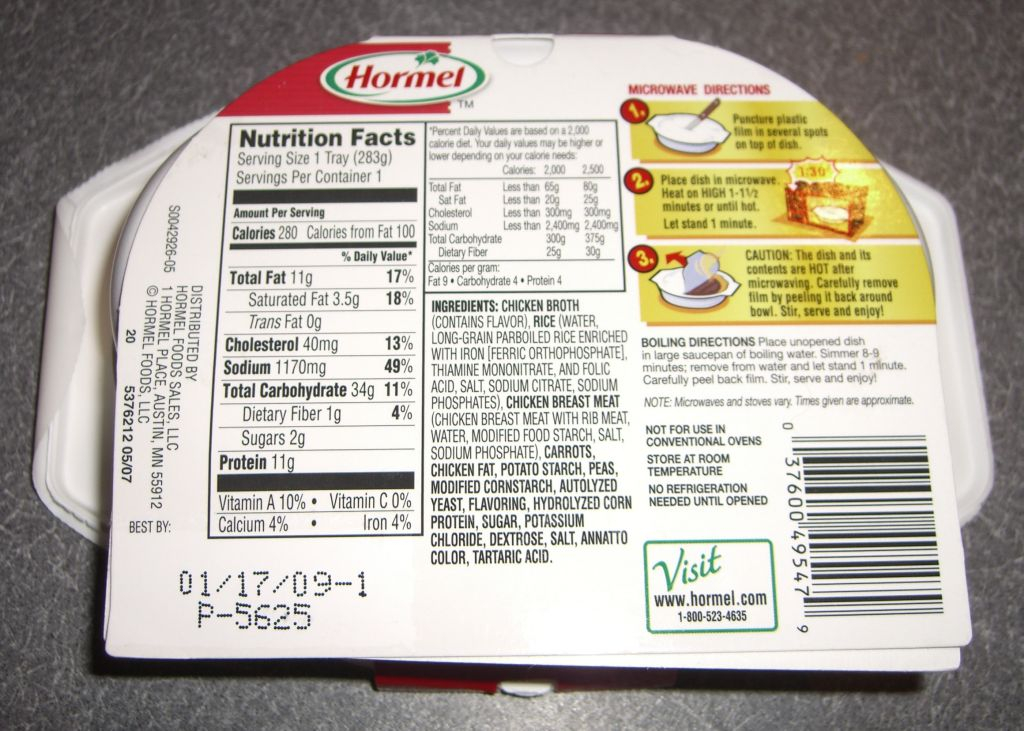 Hormel
TM
Nutrition Facts
Serving Size 1 Tray (283g)
Servings Per Container 1
Amount Per Serving
Calories 280 Calories from Fat 100
% Daily Value*
Total Fat 11g 17%
Saturated Fat 3.5g 18%
Trans Fat 0g
Cholesterol 40mg 13%
Sodium 1170mg 49%
Total Carbohydrate 34g 11%
Dietary Fiber 1g 4%
Sugars 2g
Protein 11g
Vitamin A 10% • Vitamin C 0%
Calcium 4% • Iron 4%
*Percent Daily Values are based on a 2,000
calorie diet. Your daily values may be higher or
lower depending on your calorie needs:
Calories: 2,000 2,500
Total Fat Less than 65g 80g
Sat Fat Less than 20g 25g
Cholesterol Less than 300mg 300mg
Sodium Less than 2,400mg 2,400mg
Total Carbohydrate 300g 375g
Dietary Fiber 25g 30g
Calories per gram:
Fat 9 • Carbohydrate 4 • Protein 4
INGREDIENTS: CHICKEN BROTH
(CONTAINS FLAVOR), RICE (WATER,
LONG-GRAIN PARBOILED RICE ENRICHED
WITH IRON [FERRIC ORTHOPHOSPHATE],
THIAMINE MONONITRATE, AND FOLIC
ACID, SALT, SODIUM CITRATE, SODIUM
PHOSPHATES), CHICKEN BREAST MEAT
(CHICKEN BREAST MEAT WITH RIB MEAT,
WATER, MODIFIED FOOD STARCH, SALT,
SODIUM PHOSPHATE), CARROTS,
CHICKEN FAT, POTATO STARCH, PEAS,
MODIFIED CORNSTARCH, AUTOLYZED
YEAST, FLAVORING, HYDROLYZED CORN
PROTEIN, SUGAR, POTASSIUM
CHLORIDE, DEXTROSE, SALT, ANNATTO
COLOR, TARTARIC ACID.
MICROWAVE DIRECTIONS
1.
Puncture plastic
film in several spots
on top of dish.
2.
Place dish in microwave.
Heat on HIGH 1-1½
minutes or until hot.
Let stand 1 minute.
1:30
3.
CAUTION: The dish and its
contents are HOT after
microwaving. Carefully remove
film by peeling it back around
bowl. Stir, serve and enjoy!
BOILING DIRECTIONS Place unopened dish
in large saucepan of boiling water. Simmer 8-9
minutes; remove from water and let stand 1 minute.
Carefully peel back film. Stir, serve and enjoy!
NOTE: Microwaves and stoves vary. Times given are approximate.
NOT FOR USE IN
CONVENTIONAL OVENS
STORE AT ROOM
TEMPERATURE
NO REFRIGERATION
NEEDED UNTIL OPENED
Visit
www.hormel.com
1-800-523-4635
0 37600 49547 9
S0042926-05
DISTRIBUTED BY
HORMEL FOODS SALES, LLC
1 HORMEL PLACE, AUSTIN, MN 55912
© HORMEL FOODS, LLC
20 5376212 05/07
BEST BY:
01/17/09-1
P-5625